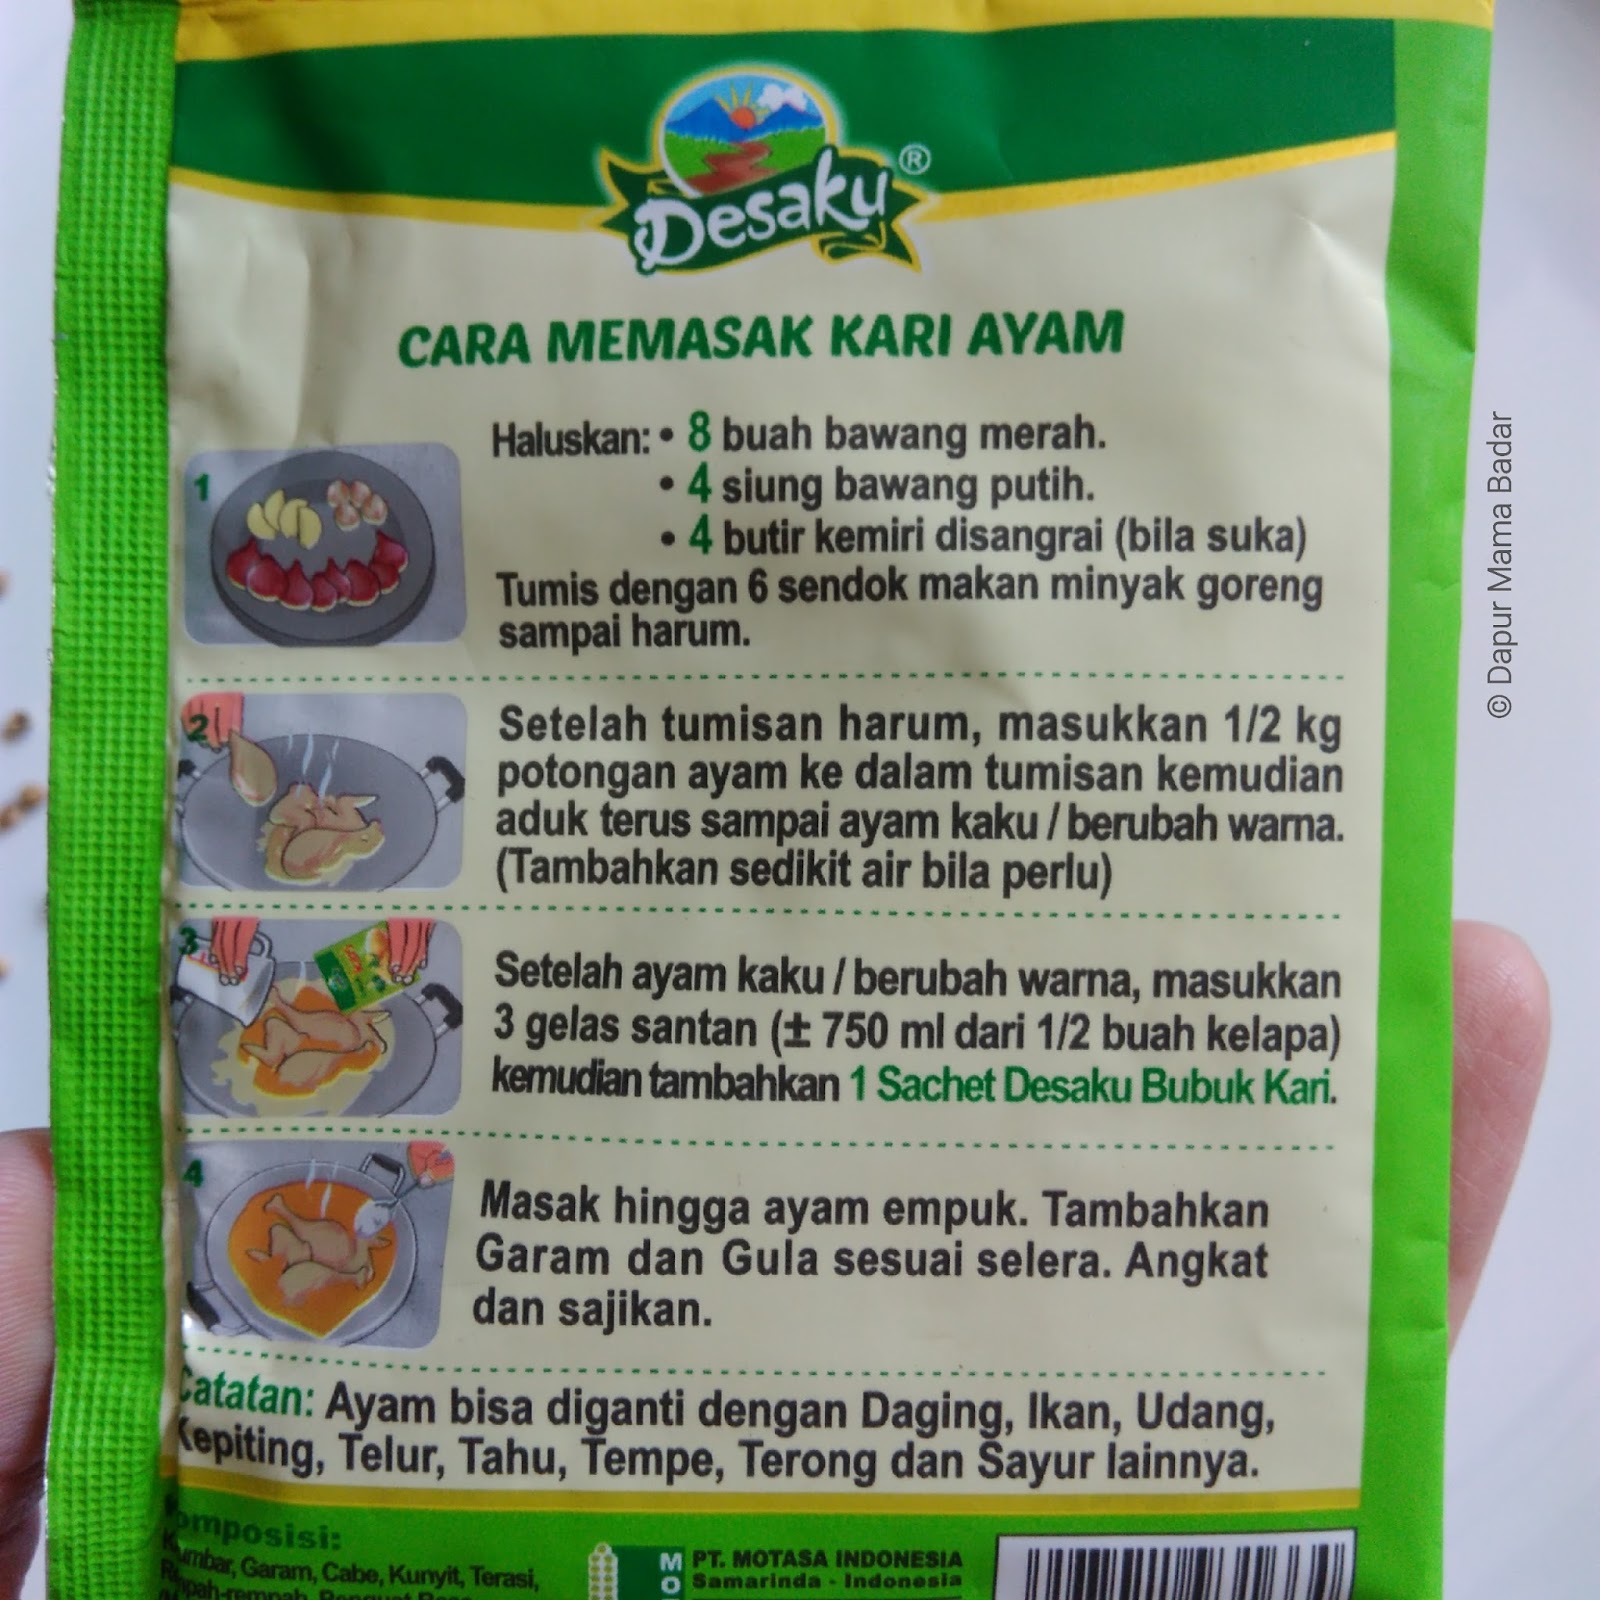 Desaku ®
CARA MEMASAK KARI AYAM
1
Haluskan: • 8 buah bawang merah.
• 4 siung bawang putih.
• 4 butir kemiri disangrai (bila suka)
Tumis dengan 6 sendok makan minyak goreng
sampai harum.
2
Setelah tumisan harum, masukkan 1/2 kg
potongan ayam ke dalam tumisan kemudian
aduk terus sampai ayam kaku / berubah warna.
(Tambahkan sedikit air bila perlu)
3
Setelah ayam kaku / berubah warna, masukkan
3 gelas santan (± 750 ml dari 1/2 buah kelapa)
kemudian tambahkan 1 Sachet Desaku Bubuk Kari.
4
Masak hingga ayam empuk. Tambahkan
Garam dan Gula sesuai selera. Angkat
dan sajikan.
Catatan: Ayam bisa diganti dengan Daging, Ikan, Udang,
Kepiting, Telur, Tahu, Tempe, Terong dan Sayur lainnya.
Komposisi:
Garam, Cabe, Kunyit, Terasi,
MO
PT. MOTASA INDONESIA
Samarinda - Indonesia
© Dapur Mama Badar